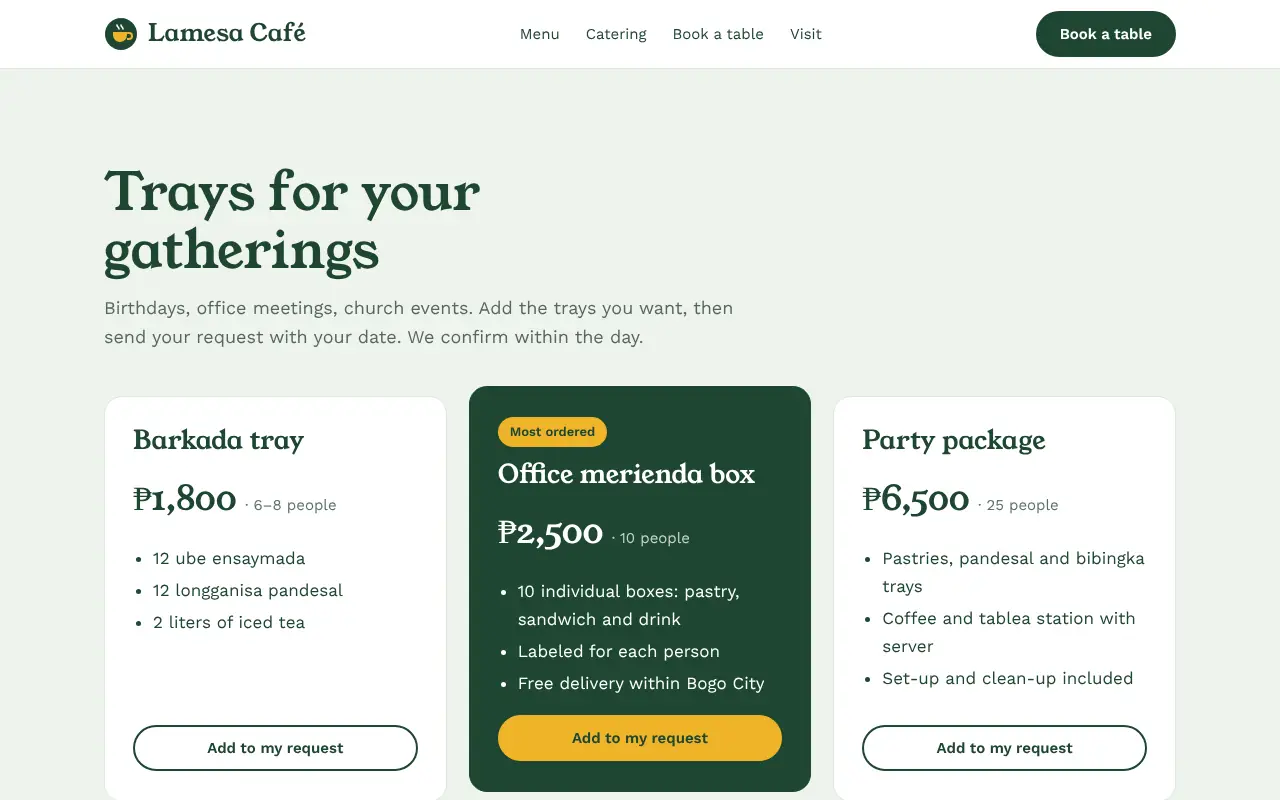 Lamesa Café
Menu
Catering
Book a table
Visit
Book a table
Trays for your
gatherings
Birthdays, office meetings, church events. Add the trays you want, then
send your request with your date. We confirm within the day.
Barkada tray
₱1,800 · 6–8 people
• 12 ube ensaymada
• 12 longganisa pandesal
• 2 liters of iced tea
Add to my request
Most ordered
Office merienda box
₱2,500 · 10 people
• 10 individual boxes: pastry,
sandwich and drink
• Labeled for each person
• Free delivery within Bogo City
Add to my request
Party package
₱6,500 · 25 people
• Pastries, pandesal and bibingka
trays
• Coffee and tablea station with
server
• Set-up and clean-up included
Add to my request